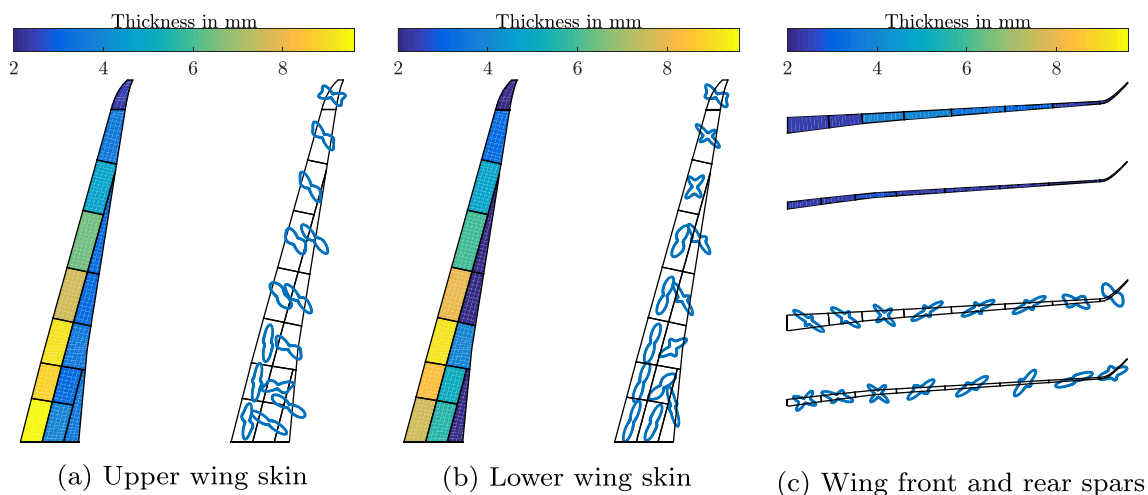 Thickness in mm
2 4 6 8
(a) Upper wing skin
Thickness in mm
2 4 6 8
(b) Lower wing skin
Thickness in mm
2 4 6 8
(c) Wing front and rear spars